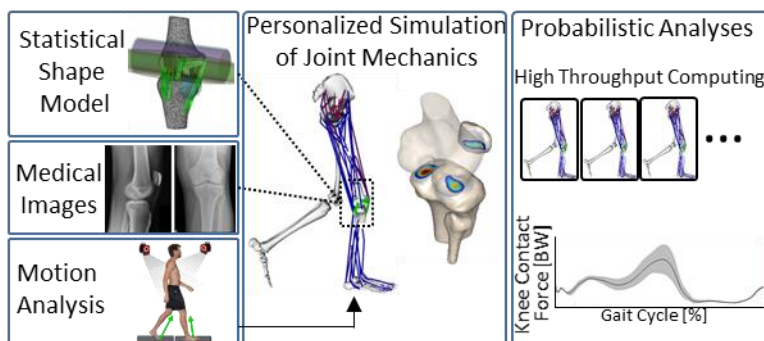 Statistical
Shape
Model
Medical
Images
Motion
Analysis
Personalized Simulation
of Joint Mechanics
Probabilistic Analyses
High Throughput Computing
...
Knee Contact
Force [BW]
Gait Cycle [%]